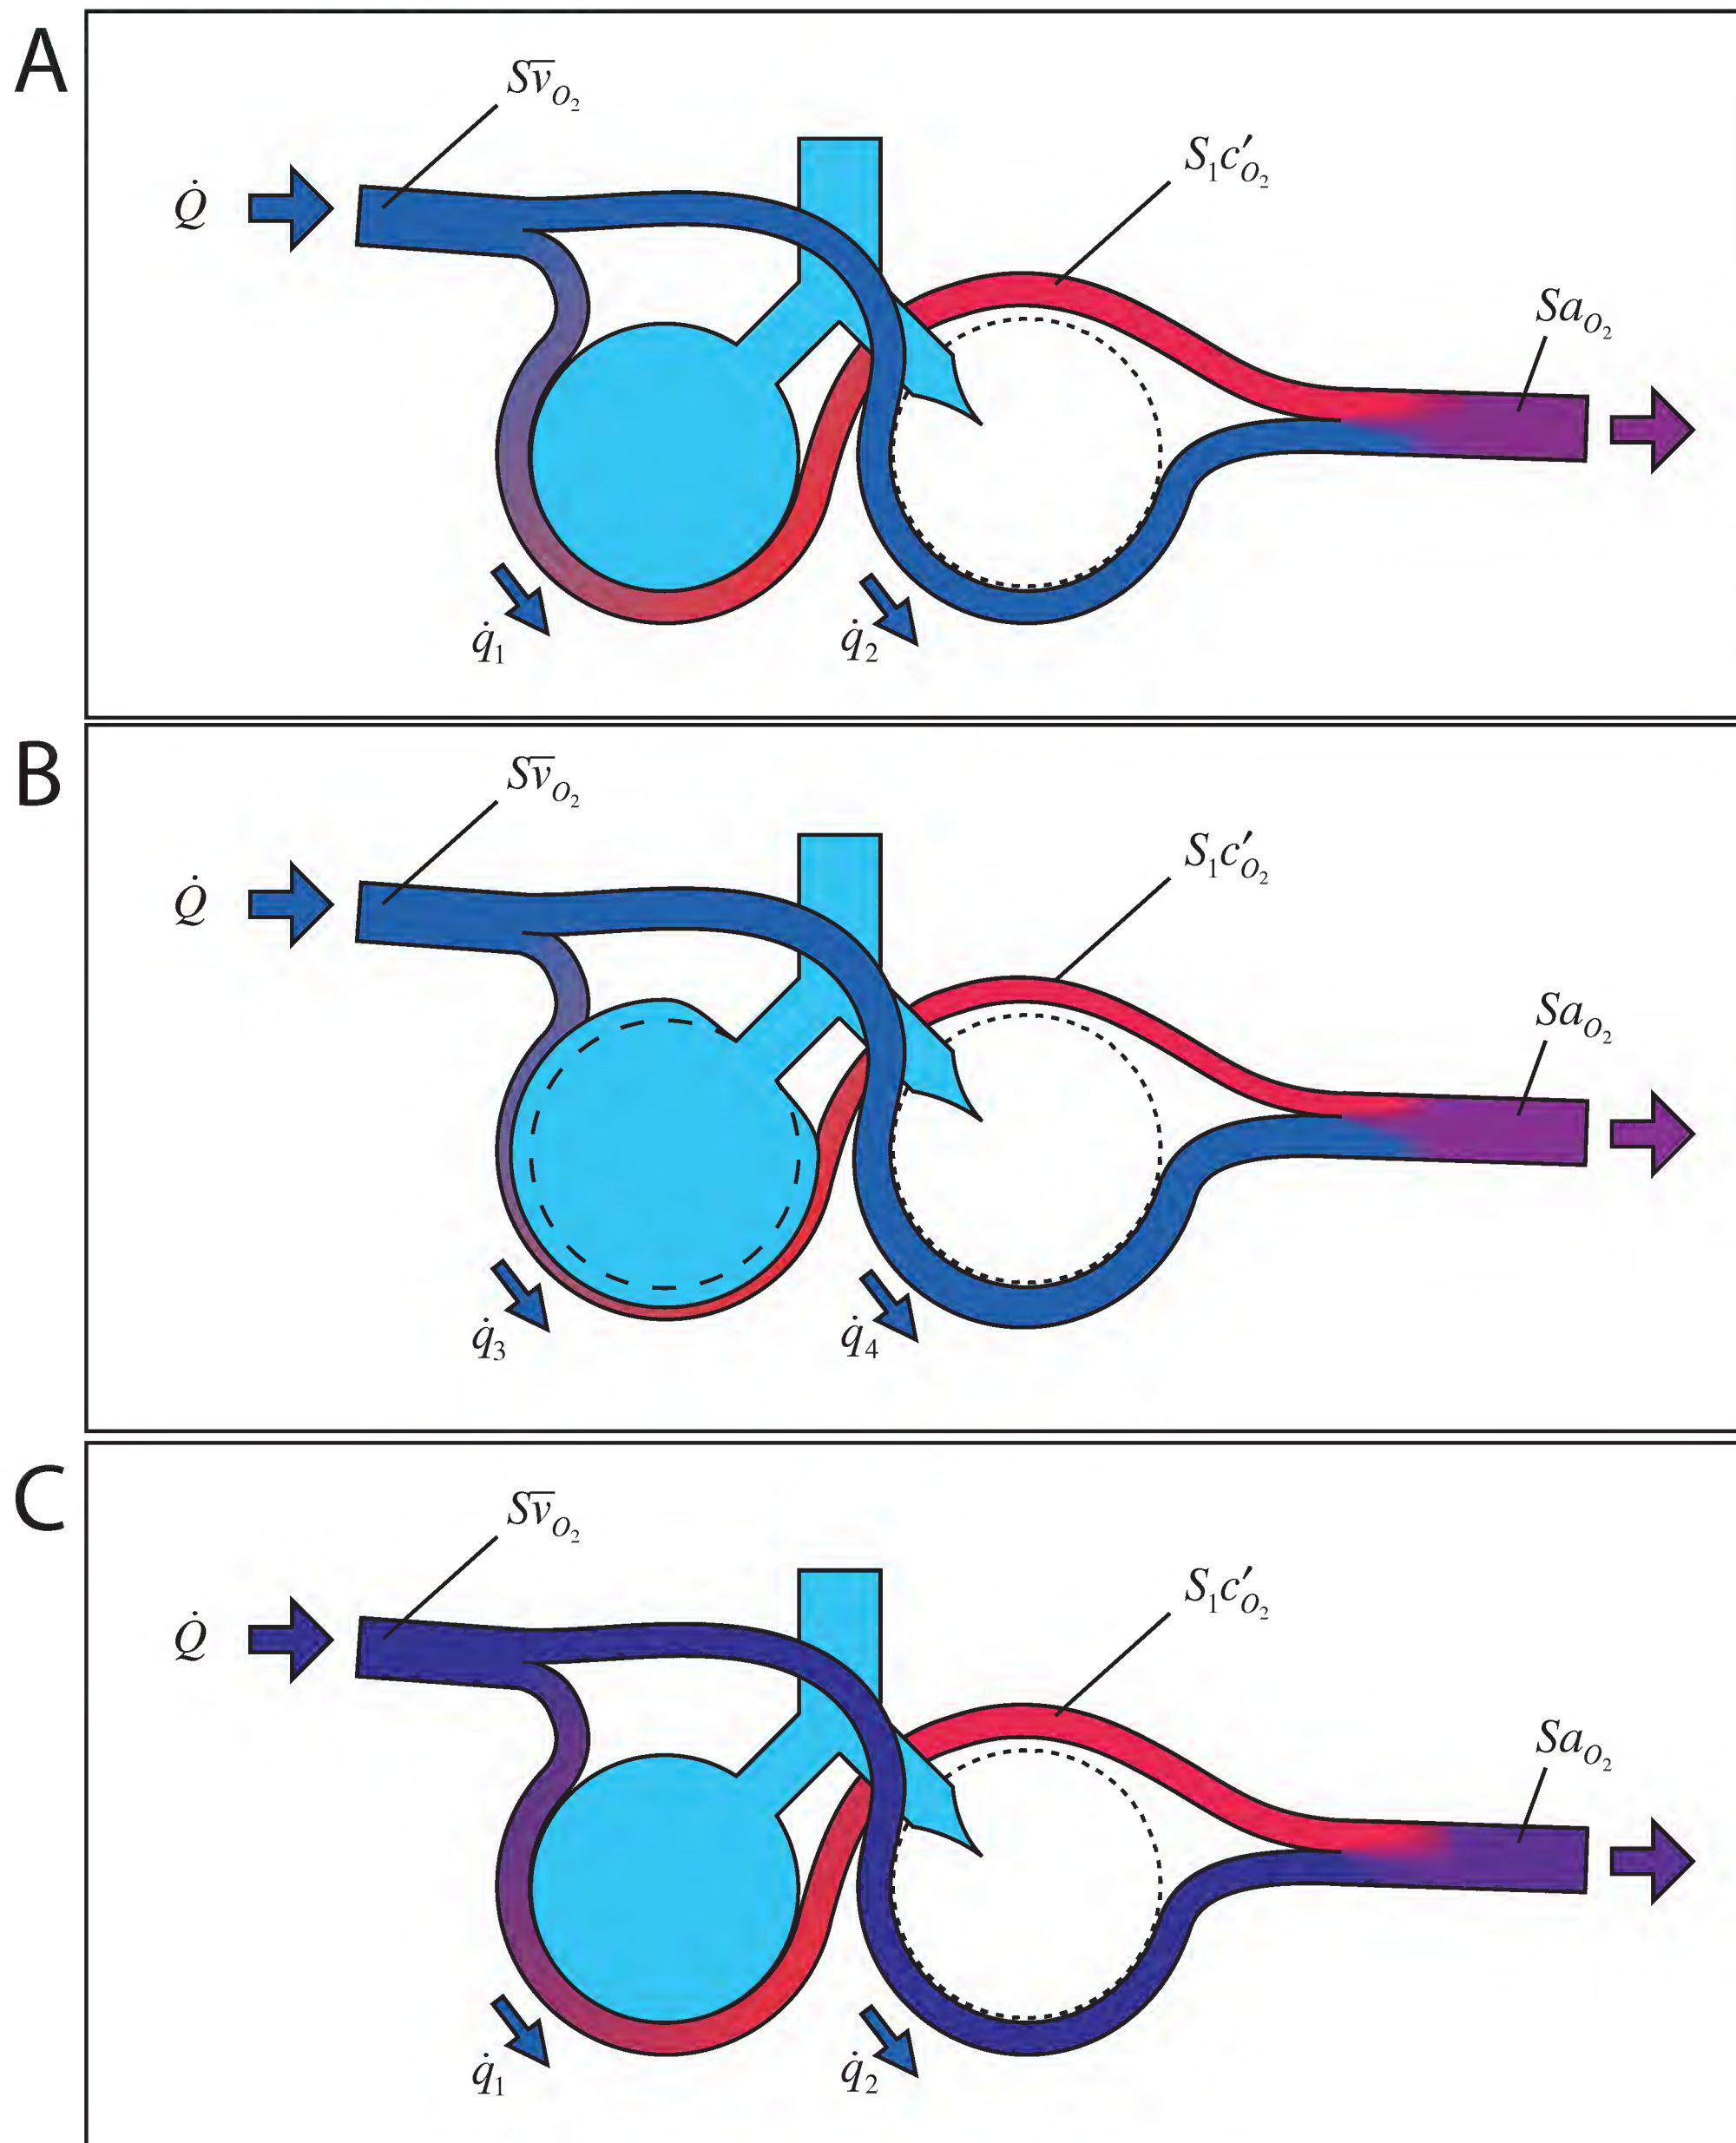 A
Sv̅O₂
Q̇
S₁c′O₂
SaO₂
q̇₁
q̇₂
B
Sv̅O₂
Q̇
S₁c′O₂
SaO₂
q̇₃
q̇₄
C
Sv̅O₂
Q̇
S₁c′O₂
SaO₂
q̇₁
q̇₂